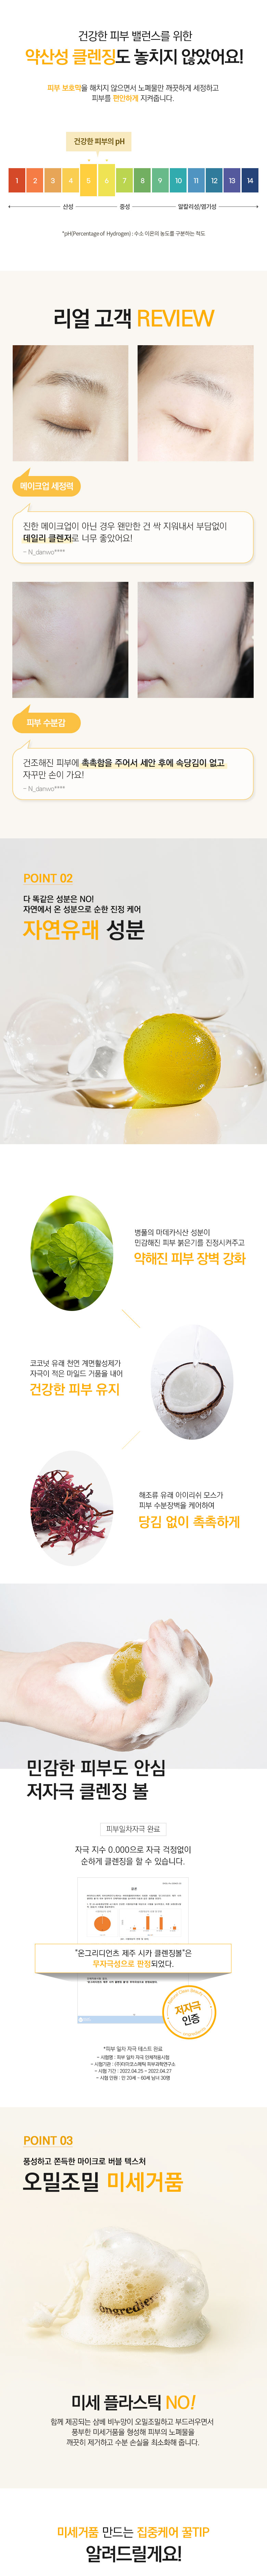 건강한 피부 밸런스를 위한
약산성 클렌징도 놓치지 않았어요!
피부 보호막을 해치지 않으면서 노폐물만 깨끗하게 세정하고
피부를 편안하게 지켜줍니다.
건강한 피부의 pH
1 2 3 4 5 6 7 8 9 10 11 12 13 14
산성 중성 알칼리성/염기성
*pH(Percentage of Hydrogen) : 수소 이온의 농도를 구분하는 척도
리얼 고객 REVIEW
메이크업 세정력
진한 메이크업이 아닌 경우 웬만한 건 싹 지워내서 부담없이
데일리 클렌저로 너무 좋았어요!
- N_danwo****
피부 수분감
건조해진 피부에 촉촉함을 주어서 세안 후에 속당김이 없고
자꾸만 손이 가요!
- N_danwo****
POINT 02
다 똑같은 성분은 NO!
자연에서 온 성분으로 순한 진정 케어
자연유래 성분
병풀의 마데카식산 성분이
민감해진 피부 붉은기를 진정시켜주고
약해진 피부 장벽 강화
코코넛 유래 천연 계면활성제가
자극이 적은 마일드 거품을 내어
건강한 피부 유지
해조류 유래 아이리쉬 모스가
피부 수분장벽을 케어하여
당김 없이 촉촉하게
민감한 피부도 안심
저자극 클렌징 볼
피부일차자극 완료
자극 지수 0.000으로 자극 걱정없이
순하게 클렌징을 할 수 있습니다.
"온그리디언츠 제주 시카 클렌징볼"은
무자극성으로 판정되었다.
저자극
인증
*피부 일차 자극 테스트 완료
- 시험명 : 피부 일차 자극 인체적용시험
- 시험기관 : (주)더마코스메틱 피부과학연구소
- 시험 기간 : 2022.04.25 ~ 2022.04.27
- 시험 인원 : 만 20세 ~ 60세 남녀 30명
POINT 03
풍성하고 쫀득한 마이크로 버블 텍스처
오밀조밀 미세거품
미세 플라스틱 NO!
함께 제공되는 삼베 비누망이 오밀조밀하고 부드러우면서
풍부한 미세거품을 형성해 피부의 노폐물을
깨끗히 제거하고 수분 손실을 최소화해 줍니다.
미세거품 만드는 집중케어 꿀TIP
알려드릴게요!